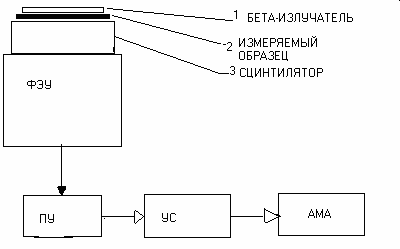 1 БЕТА-ИЗЛУЧАТЕЛЬ
2 ИЗМЕРЯЕМЫЙ
ОБРАЗЕЦ
3 СЦИНТИЛЯТОР
ФЭУ
ПУ
УС
АМА